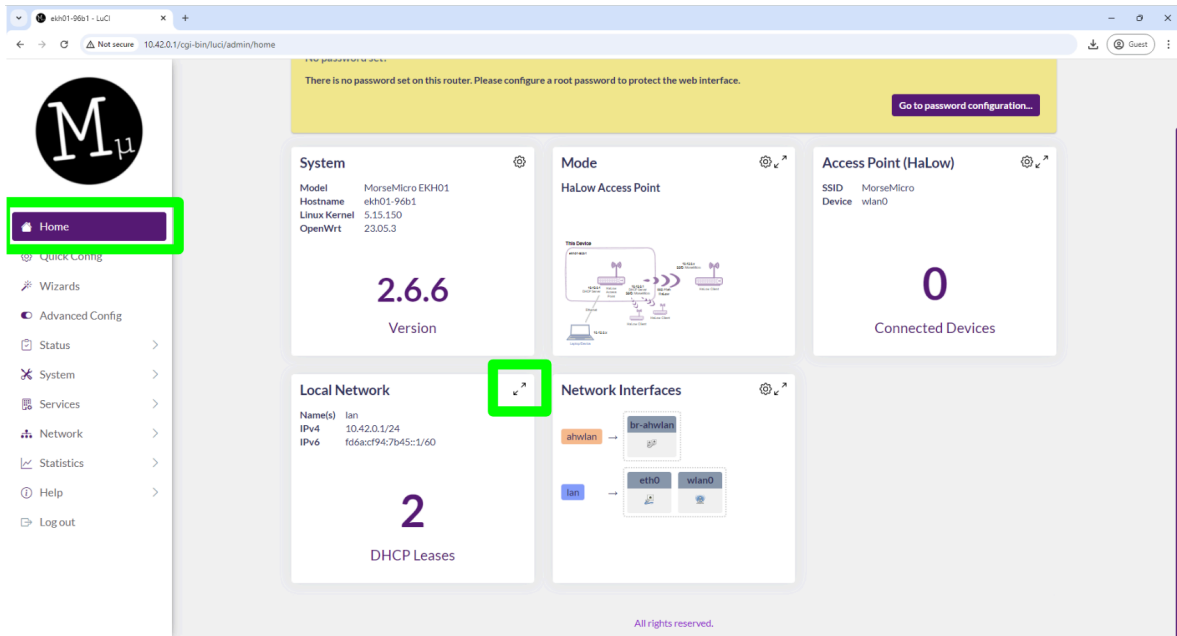 ekh01-96b1 - LuCI
Not secure 10.42.0.1/cgi-bin/luci/admin/home
Guest
No password set!
There is no password set on this router. Please configure a root password to protect the web interface.
Go to password configuration...
Mμ
Home
Quick Config
Wizards
Advanced Config
Status
System
Services
Network
Statistics
Help
Log out
System
Model MorseMicro EKH01
Hostname ekh01-96b1
Linux Kernel 5.15.150
OpenWrt 23.05.3
2.6.6
Version
Mode
HaLow Access Point
This Device
Access Point (HaLow)
SSID MorseMicro
Device wlan0
0
Connected Devices
Local Network
Name(s) lan
IPv4 10.42.0.1/24
IPv6 fd6a:cf94:7b45::1/60
2
DHCP Leases
Network Interfaces
ahwlan → br-ahwlan
lan → eth0 wlan0
All rights reserved.